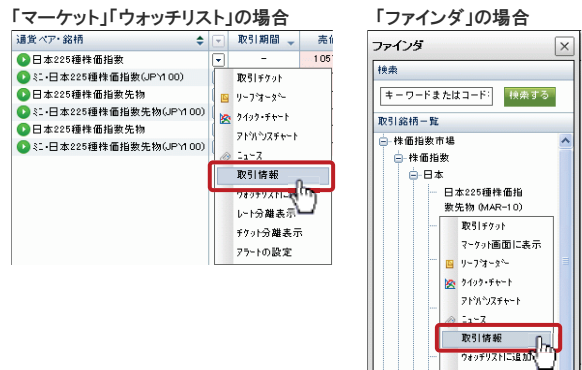 「マーケット」「ウォッチリスト」の場合
通貨ペア・銘柄
取引期間
売値
日本225種株価指数
-
105
ミニ・日本225種株価指数(JPY100)
日本225種株価指数先物
ミニ・日本225種株価指数先物(JPY100)
日本225種株価指数先物
ミニ・日本225種株価指数先物(JPY100)
取引チケット
リーブオーダー
クイック・チャート
アドバンスチャート
ニュース
取引情報
ウォッチリストに
レート分離表示
チケット分離表示
アラートの設定
「ファインダ」の場合
ファインダ
検索
キーワードまたはコード:
検索する
取引銘柄一覧
株価指数市場
株価指数
日本
日本225種株価指
数先物 (MAR-10)
取引チケット
マーケット画面に表示
リーブオーダー
クイック・チャート
アドバンスチャート
ニュース
取引情報
ウォッチリストに追加